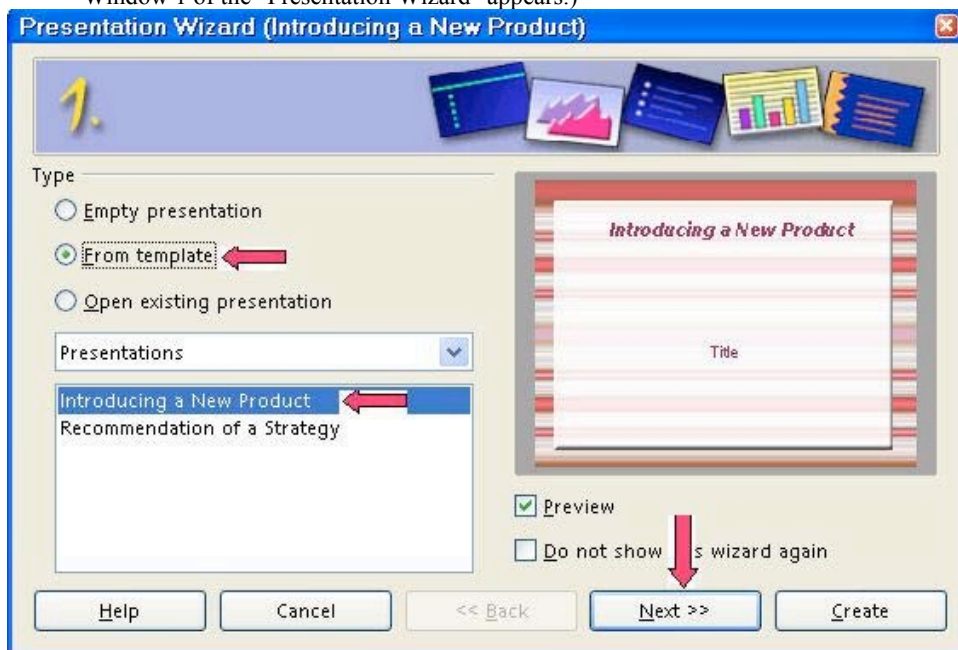 Window 1 of the "Presentation Wizard" appears.)
Presentation Wizard (Introducing a New Product)
1.
Type
Empty presentation
From template
Open existing presentation
Presentations
Introducing a New Product
Recommendation of a Strategy
Introducing a New Product
Title
Preview
Do not show s wizard again
Help Cancel << Back Next >> Create